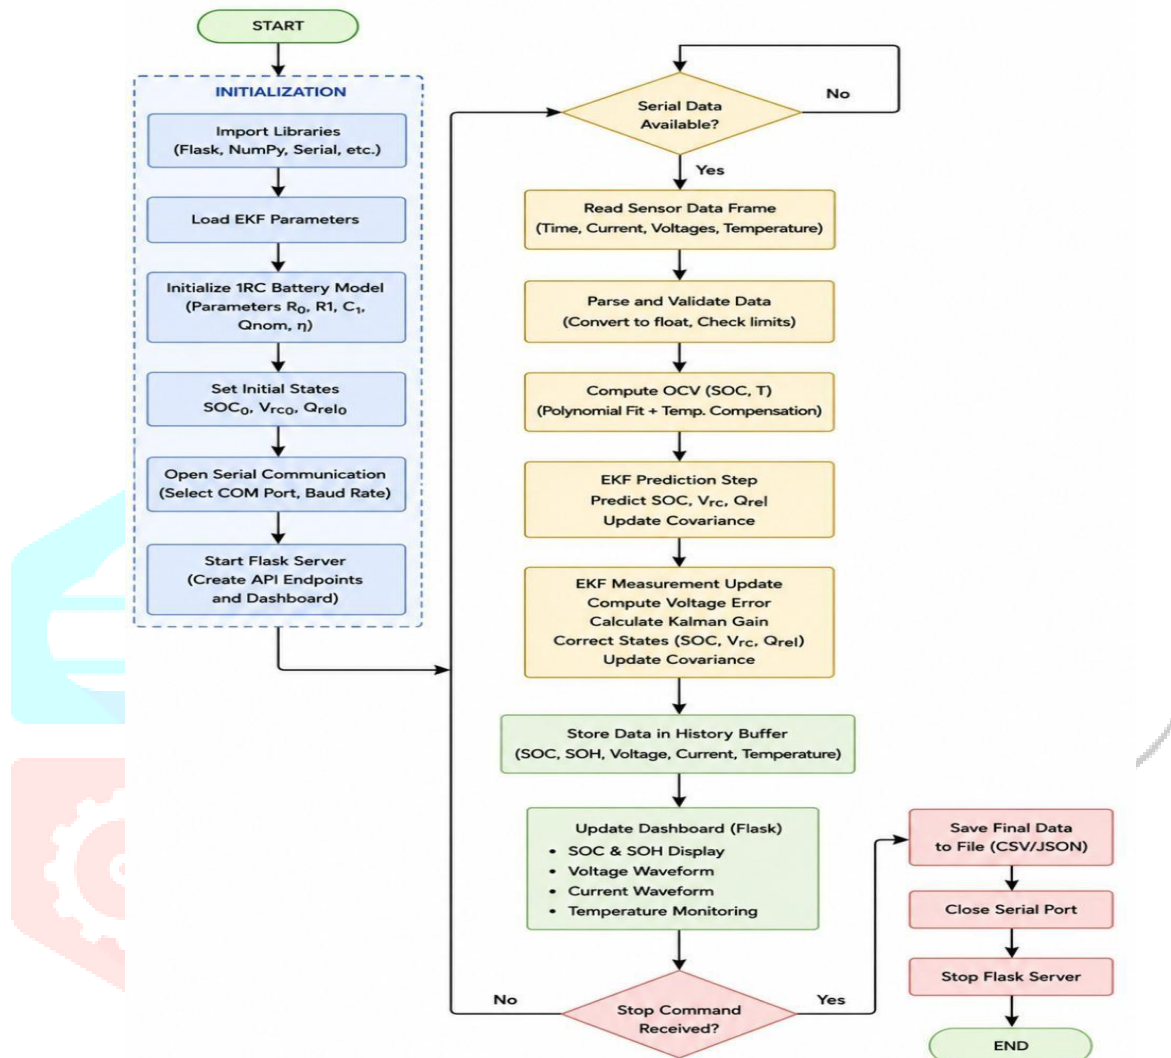 START
INITIALIZATION
Import Libraries
(Flask, NumPy, Serial, etc.)
Load EKF Parameters
Initialize 1RC Battery Model
(Parameters R₀, R1, C₁,
Qnom, η)
Set Initial States
SOC₀, Vrc₀, Qrel₀
Open Serial Communication
(Select COM Port, Baud Rate)
Start Flask Server
(Create API Endpoints
and Dashboard)
Serial Data
Available?
No
Yes
Read Sensor Data Frame
(Time, Current, Voltages, Temperature)
Parse and Validate Data
(Convert to float, Check limits)
Compute OCV (SOC, T)
(Polynomial Fit + Temp. Compensation)
EKF Prediction Step
Predict SOC, Vrc, Qrel
Update Covariance
EKF Measurement Update
Compute Voltage Error
Calculate Kalman Gain
Correct States (SOC, Vrc, Qrel)
Update Covariance
Store Data in History Buffer
(SOC, SOH, Voltage, Current, Temperature)
Update Dashboard (Flask)
• SOC & SOH Display
• Voltage Waveform
• Current Waveform
• Temperature Monitoring
Stop Command
Received?
No
Yes
Save Final Data
to File (CSV/JSON)
Close Serial Port
Stop Flask Server
END